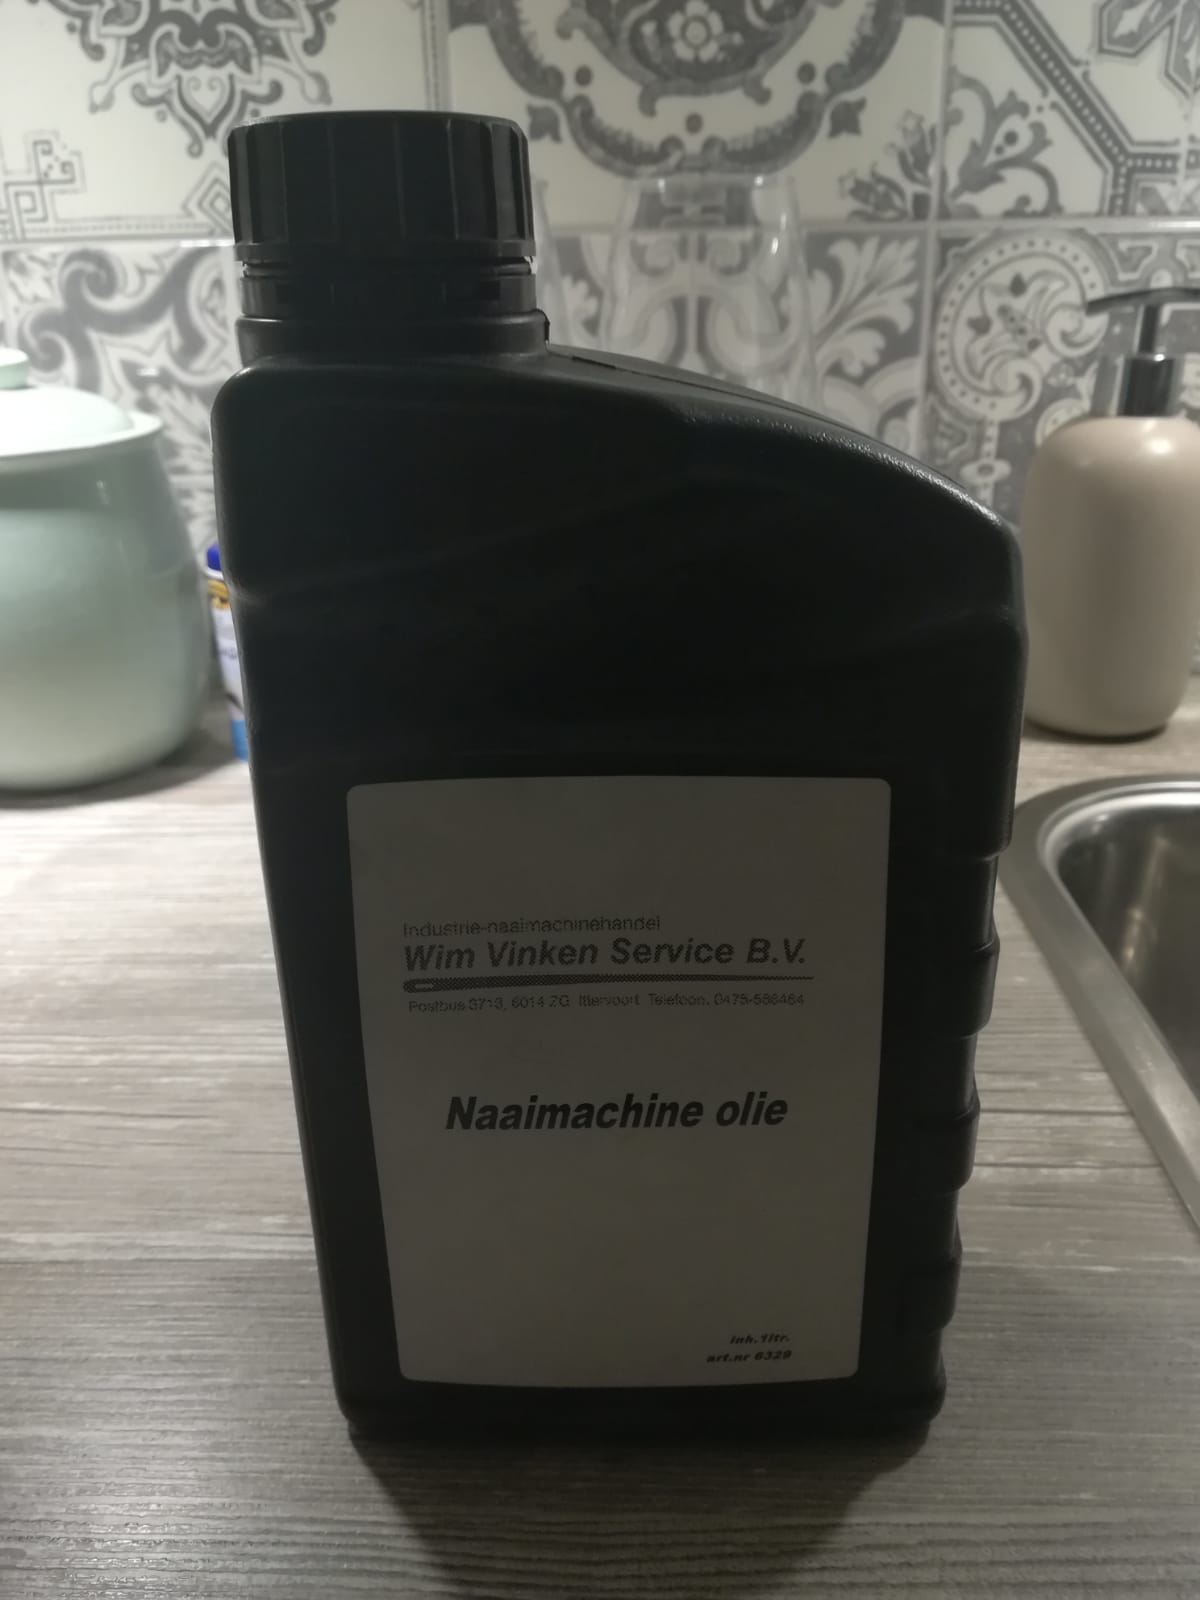 Industrie-naaimachinehandel
Wim Vinken Service B.V.
Postbus 3713, 6014 ZG Ittervoort Telefoon. 0475-566464
Naaimachine olie
inh.1ltr.
art.nr 6329